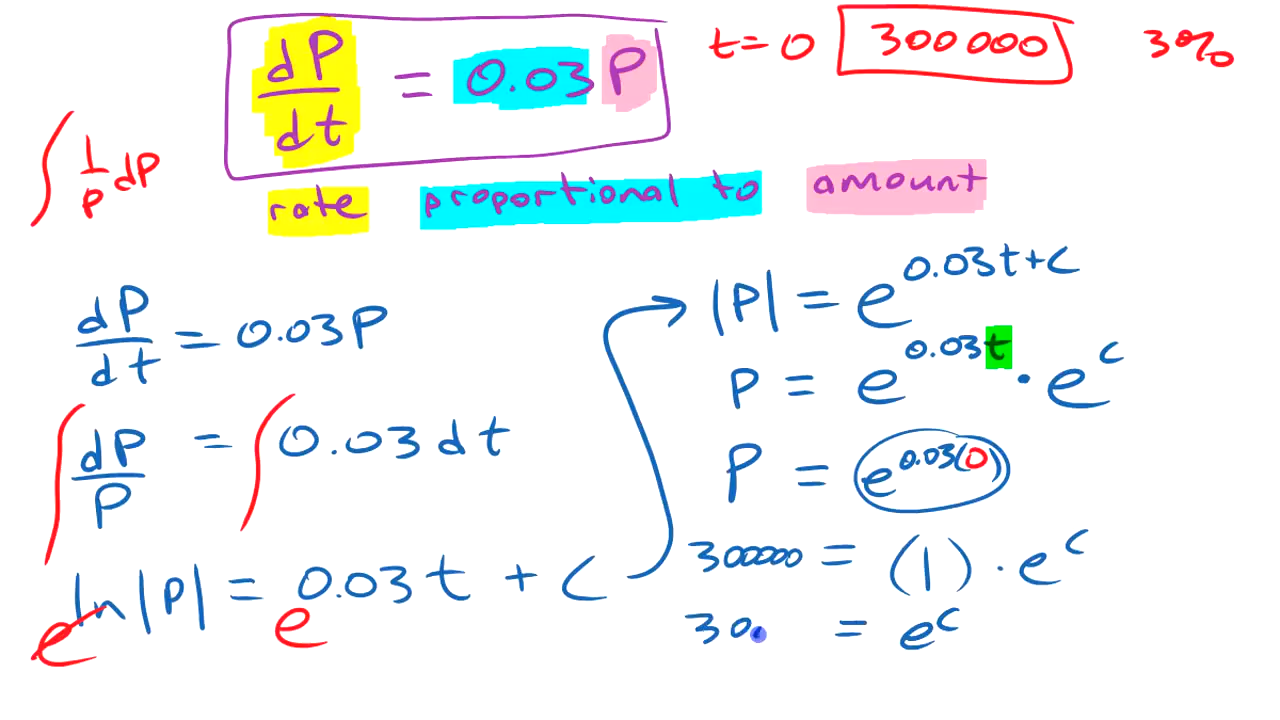 dP/dt = 0.03P
t=0 300000 3%
∫ 1/P dP
rate proportional to amount
dP/dt = 0.03P
∫ dP/P = ∫ 0.03dt
ln|P| = 0.03t + C
e e
|P| = e^{0.03t+C}
P = e^{0.03t} · e^C
P = e^{0.03(0)}
300000 = (1) · e^C
30 = e^C